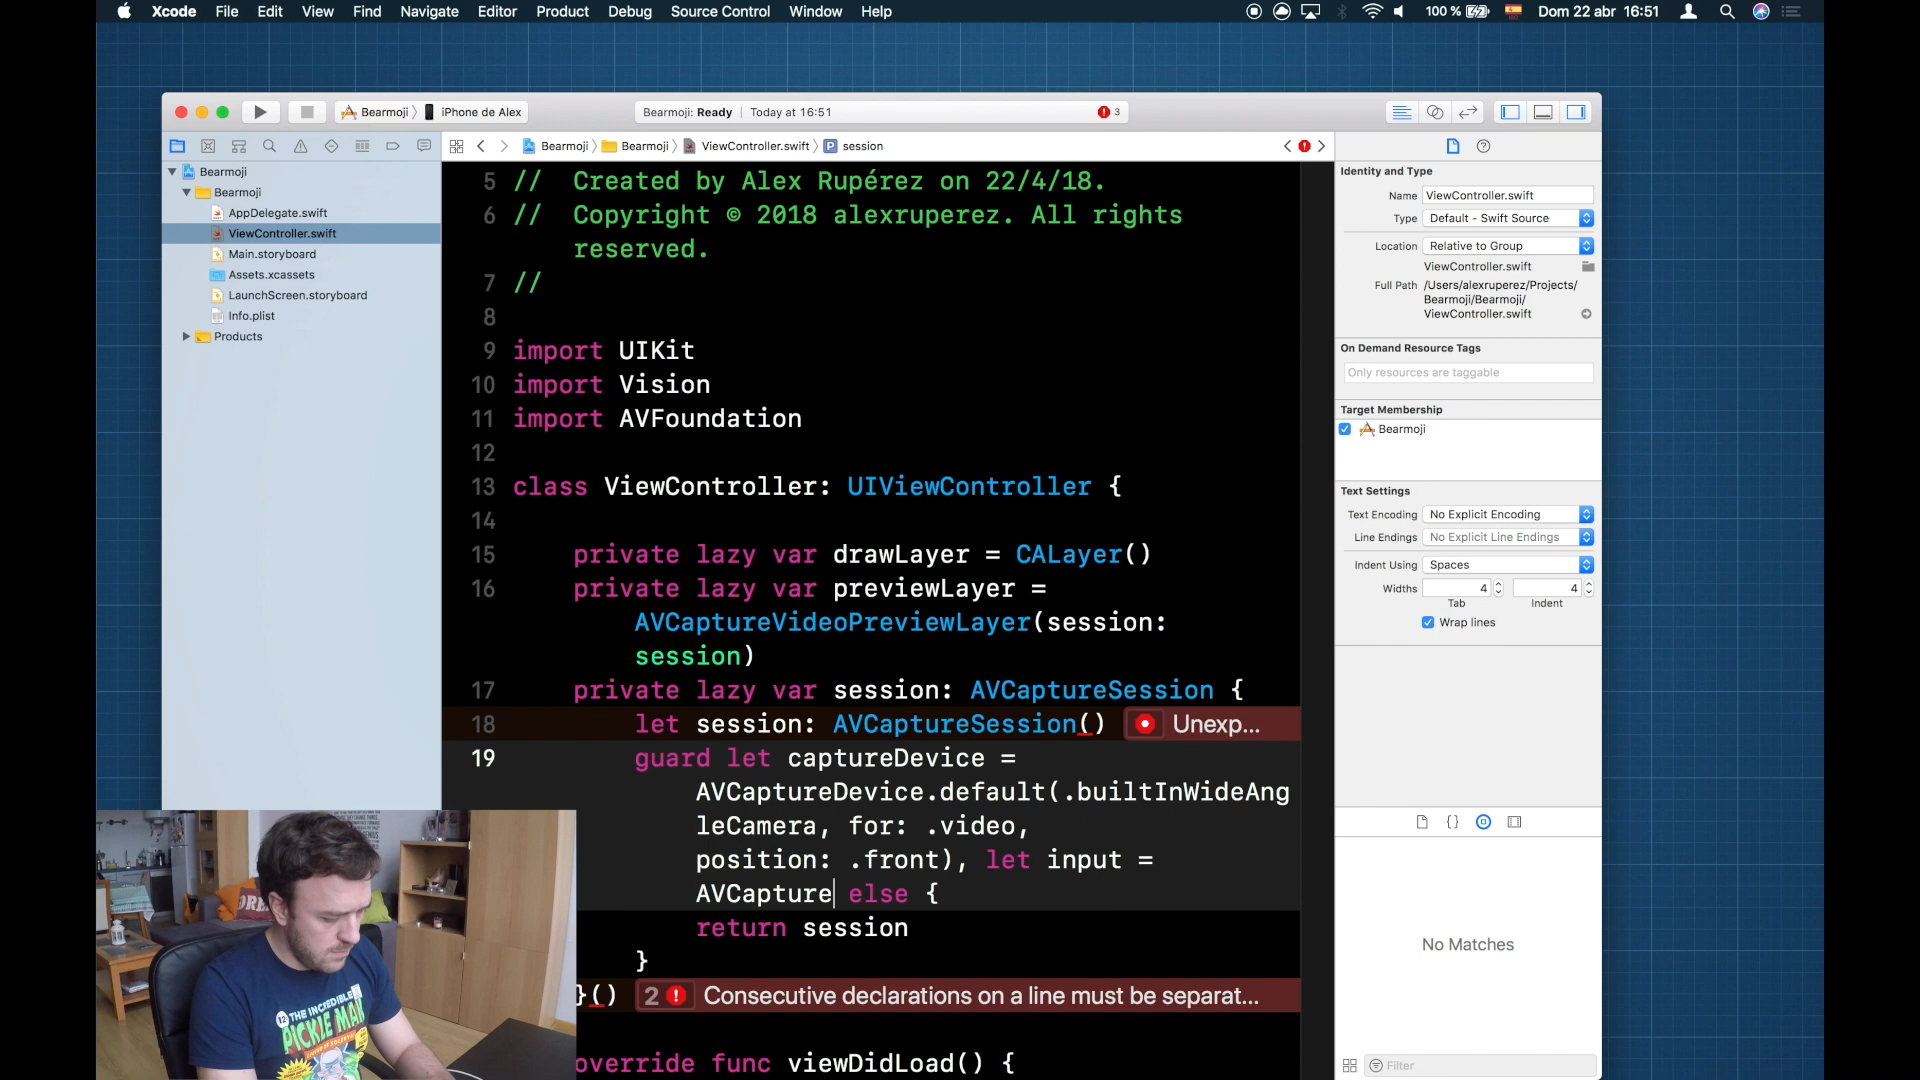 Xcode File Edit View Find Navigate Editor Product Debug Source Control Window Help
100 % Dom 22 abr 16:51
Bearmoji iPhone de Alex
Bearmoji: Ready Today at 16:51
3
Bearmoji Bearmoji ViewController.swift P session
Bearmoji
Bearmoji
AppDelegate.swift
ViewController.swift
Main.storyboard
Assets.xcassets
LaunchScreen.storyboard
Info.plist
Products
5 // Created by Alex Rupérez on 22/4/18.
6 // Copyright © 2018 alexruperez. All rights
reserved.
7 //
8
9 import UIKit
10 import Vision
11 import AVFoundation
12
13 class ViewController: UIViewController {
14
15 private lazy var drawLayer = CALayer()
16 private lazy var previewLayer =
AVCaptureVideoPreviewLayer(session:
session)
17 private lazy var session: AVCaptureSession {
18 let session: AVCaptureSession() Unexp...
19 guard let captureDevice =
AVCaptureDevice.default(.builtInWideAng
leCamera, for: .video,
position: .front), let input =
AVCapture else {
return session
}
}() 2 Consecutive declarations on a line must be separat...
override func viewDidLoad() {
Identity and Type
Name ViewController.swift
Type Default - Swift Source
Location Relative to Group
ViewController.swift
Full Path /Users/alexruperez/Projects/
Bearmoji/Bearmoji/
ViewController.swift
On Demand Resource Tags
Only resources are taggable
Target Membership
Bearmoji
Text Settings
Text Encoding No Explicit Encoding
Line Endings No Explicit Line Endings
Indent Using Spaces
Widths 4 4
Tab Indent
Wrap lines
{ }
No Matches
Filter
THE INCREDIBLE
PICKLE MAN